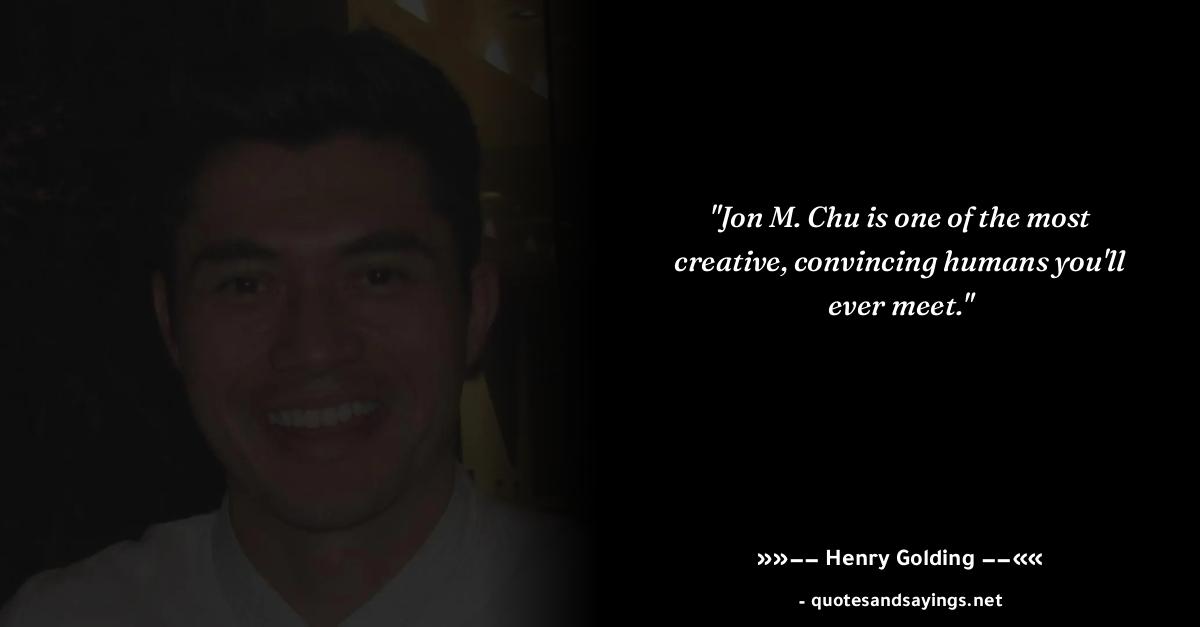 "Jon M. Chu is one of the most
creative, convincing humans you'll
ever meet."
»»−− Henry Golding −−««
- quotesandsayings.net